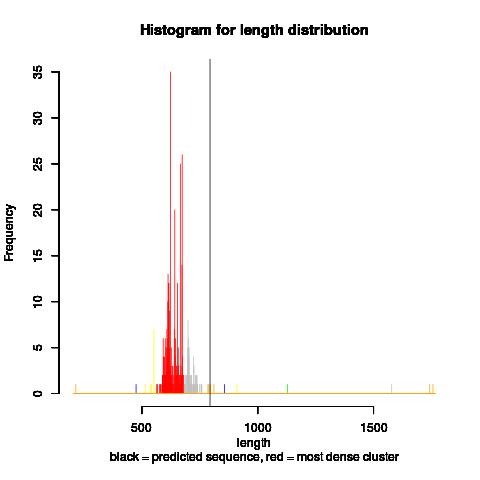 Histogram for length distribution
Frequency
35
30
25
20
15
10
5
0
500 1000 1500
length
black = predicted sequence, red = most dense cluster